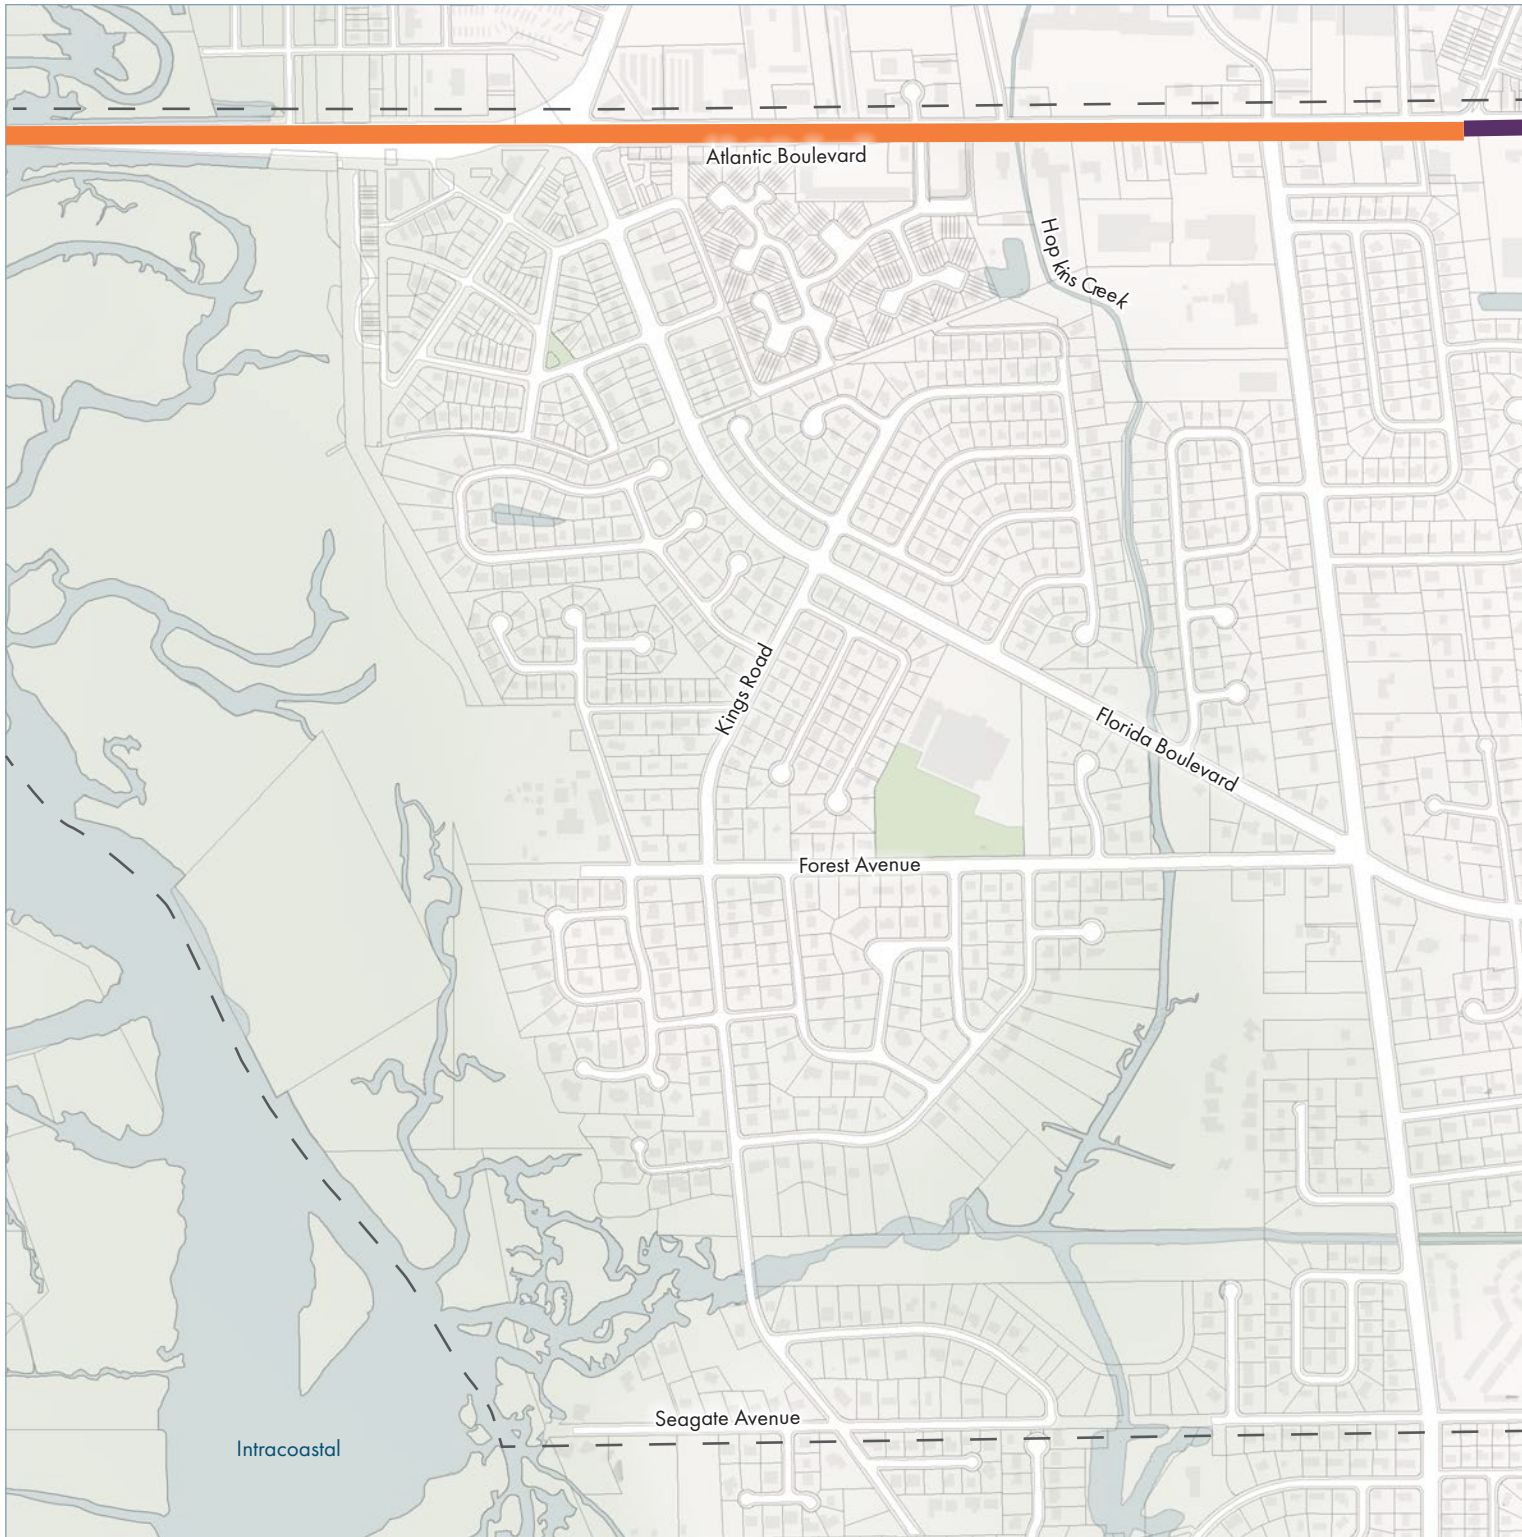 Atlantic Boulevard
Hopkins Creek
Kings Road
Florida Boulevard
Forest Avenue
Seagate Avenue
Intracoastal